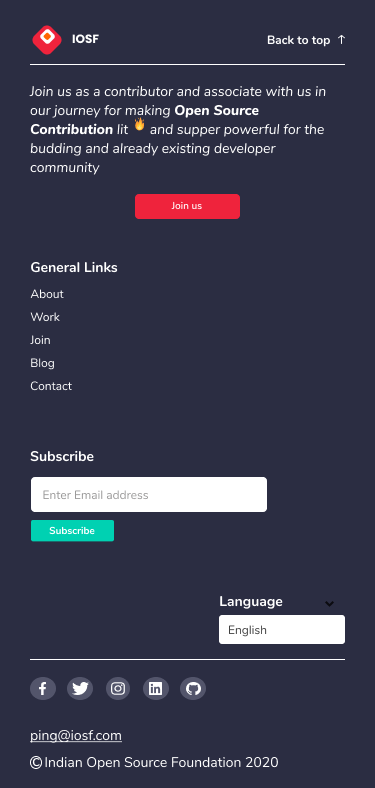 IOSF
Back to top ↑
Join us as a contributor and associate with us in
our journey for making Open Source
Contribution lit 🔥 and supper powerful for the
budding and already existing developer
community
Join us
General Links
About
Work
Join
Blog
Contact
Subscribe
Enter Email address
Subscribe
Language
English
ping@iosf.com
© Indian Open Source Foundation 2020